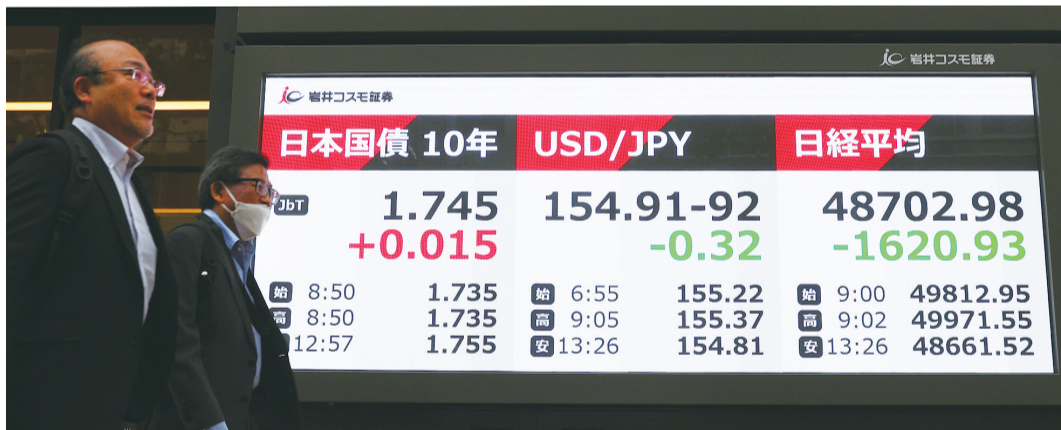 岩井コスモ証券
岩井コスモ証券
日本国債 10年
JbT 1.745
+0.015
始 8:50 1.735
高 8:50 1.735
12:57 1.755
USD/JPY
154.91-92
-0.32
始 6:55 155.22
高 9:05 155.37
安 13:26 154.81
日経平均
48702.98
-1620.93
始 9:00 49812.95
高 9:02 49971.55
安 13:26 48661.52